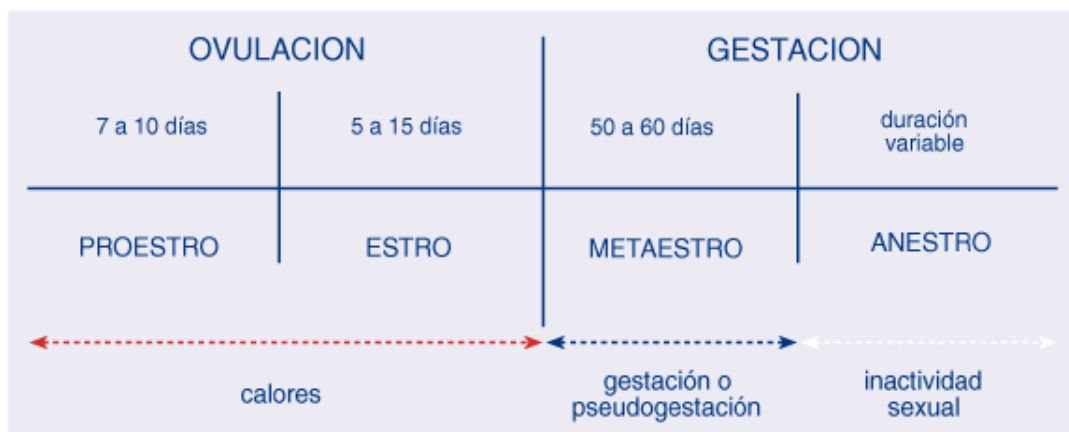 OVULACION
GESTACION
7 a 10 días
5 a 15 días
50 a 60 días
duración
variable
PROESTRO
ESTRO
METAESTRO
ANESTRO
calores
gestación o
pseudogestación
inactividad
sexual